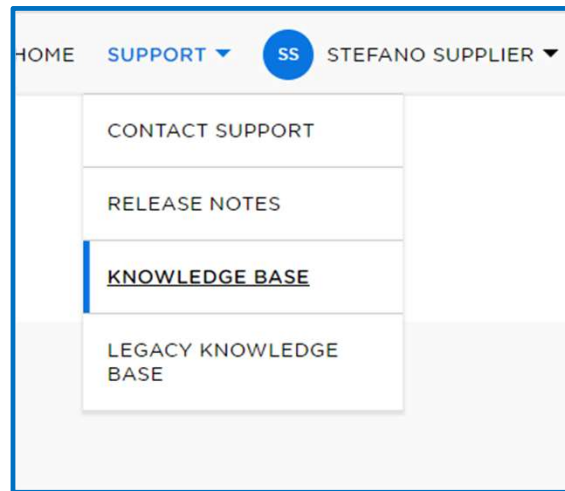 HOME SUPPORT SS STEFANO SUPPLIER
CONTACT SUPPORT
RELEASE NOTES
KNOWLEDGE BASE
LEGACY KNOWLEDGE
BASE